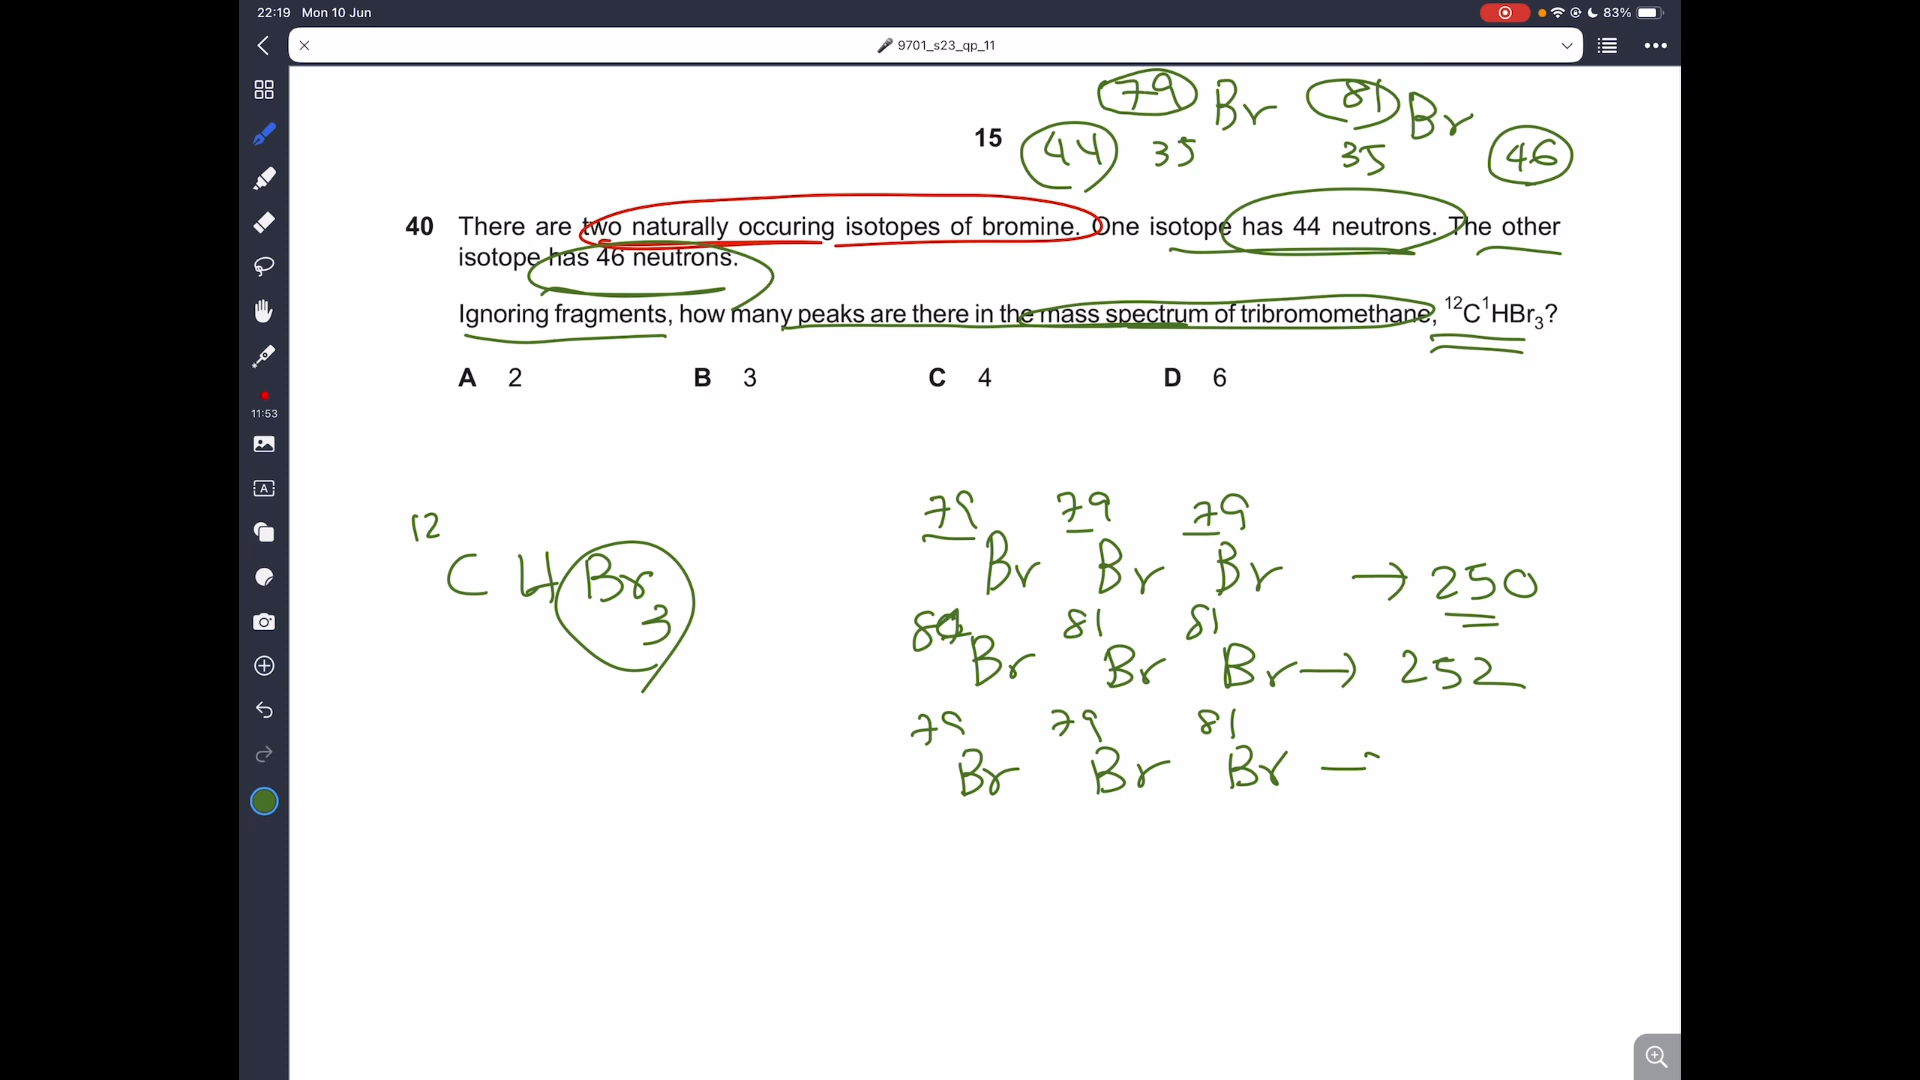 22:19 Mon 10 Jun
83%
9701_s23_qp_11
79 Br 81 Br
15 44 35 35 46
40 There are two naturally occuring isotopes of bromine. One isotope has 44 neutrons. The other
isotope has 46 neutrons.
Ignoring fragments, how many peaks are there in the mass spectrum of tribromomethane, ¹²C¹HBr₃?
A 2 B 3 C 4 D 6
11:53
A
79 79 79
12
C H Br 3
Br Br Br → 250
81 81
Br Br Br → 252
79 79 81
Br Br Br →